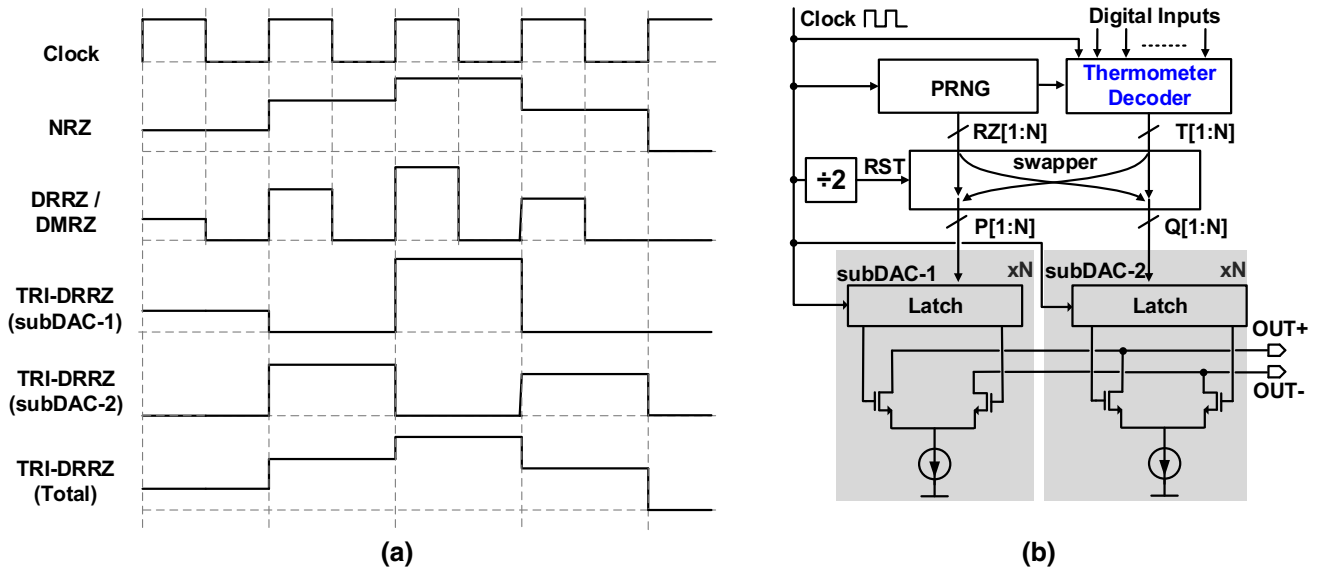 Clock
NRZ
DRRZ /
DMRZ
TRI-DRRZ
(subDAC-1)
TRI-DRRZ
(subDAC-2)
TRI-DRRZ
(Total)
(a)
Clock
Digital Inputs
PRNG
Thermometer
Decoder
RZ[1:N]
T[1:N]
÷2
RST
swapper
P[1:N]
Q[1:N]
subDAC-1
xN
subDAC-2
xN
Latch
Latch
OUT+
OUT-
(b)